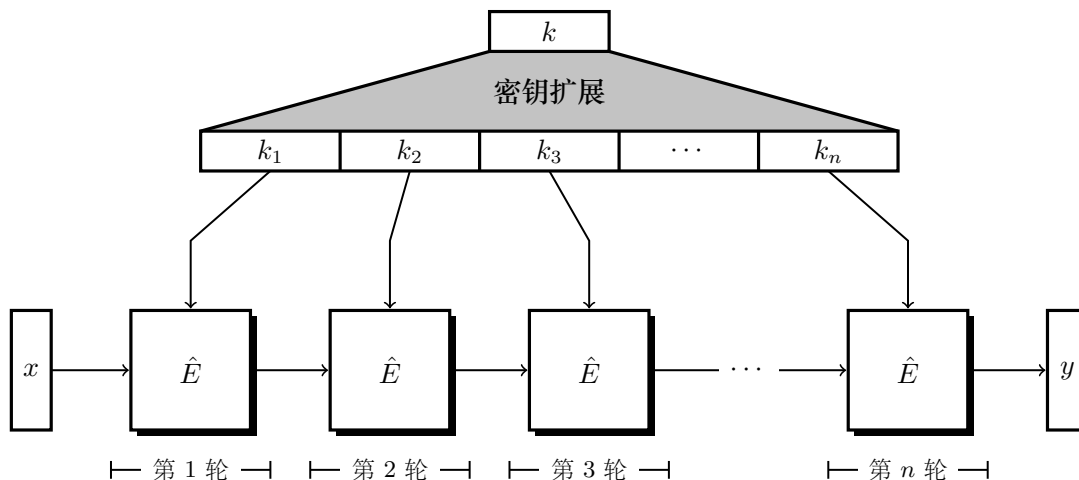 k
密钥扩展
k₁ k₂ k₃ ⋯ kₙ
x Ê Ê Ê ⋯ Ê y
第 1 轮 第 2 轮 第 3 轮 第 n 轮